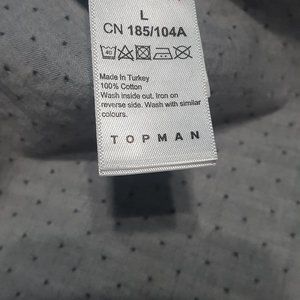 L
CN 185/104A
40
Made In Turkey
100% Cotton
Wash inside out. Iron on
reverse side. Wash with similar
colours.
TOPMAN